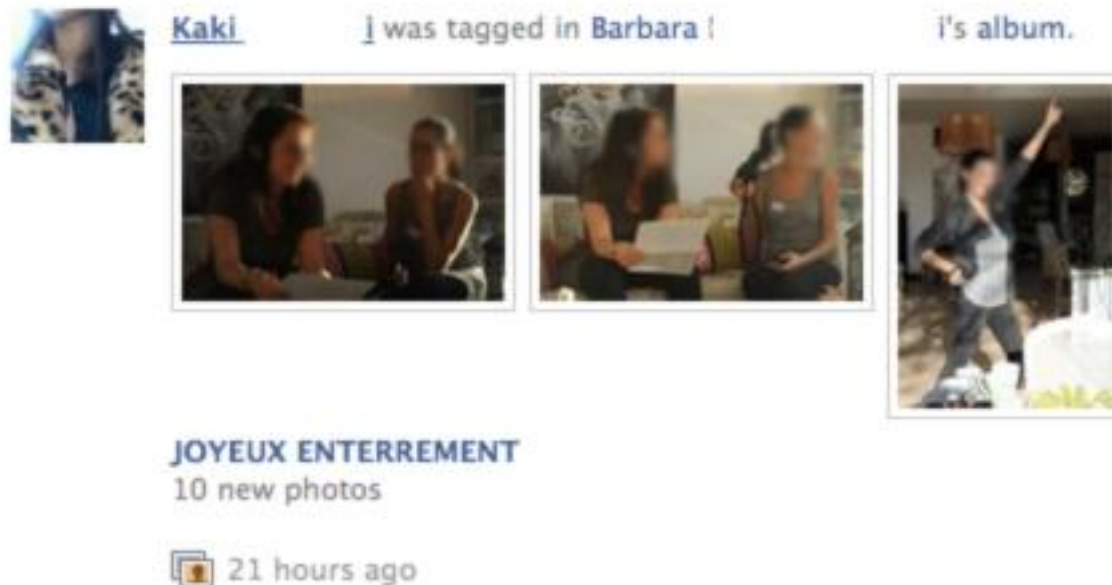 Kaki i was tagged in Barbara i's album.
JOYEUX ENTERREMENT
10 new photos
21 hours ago